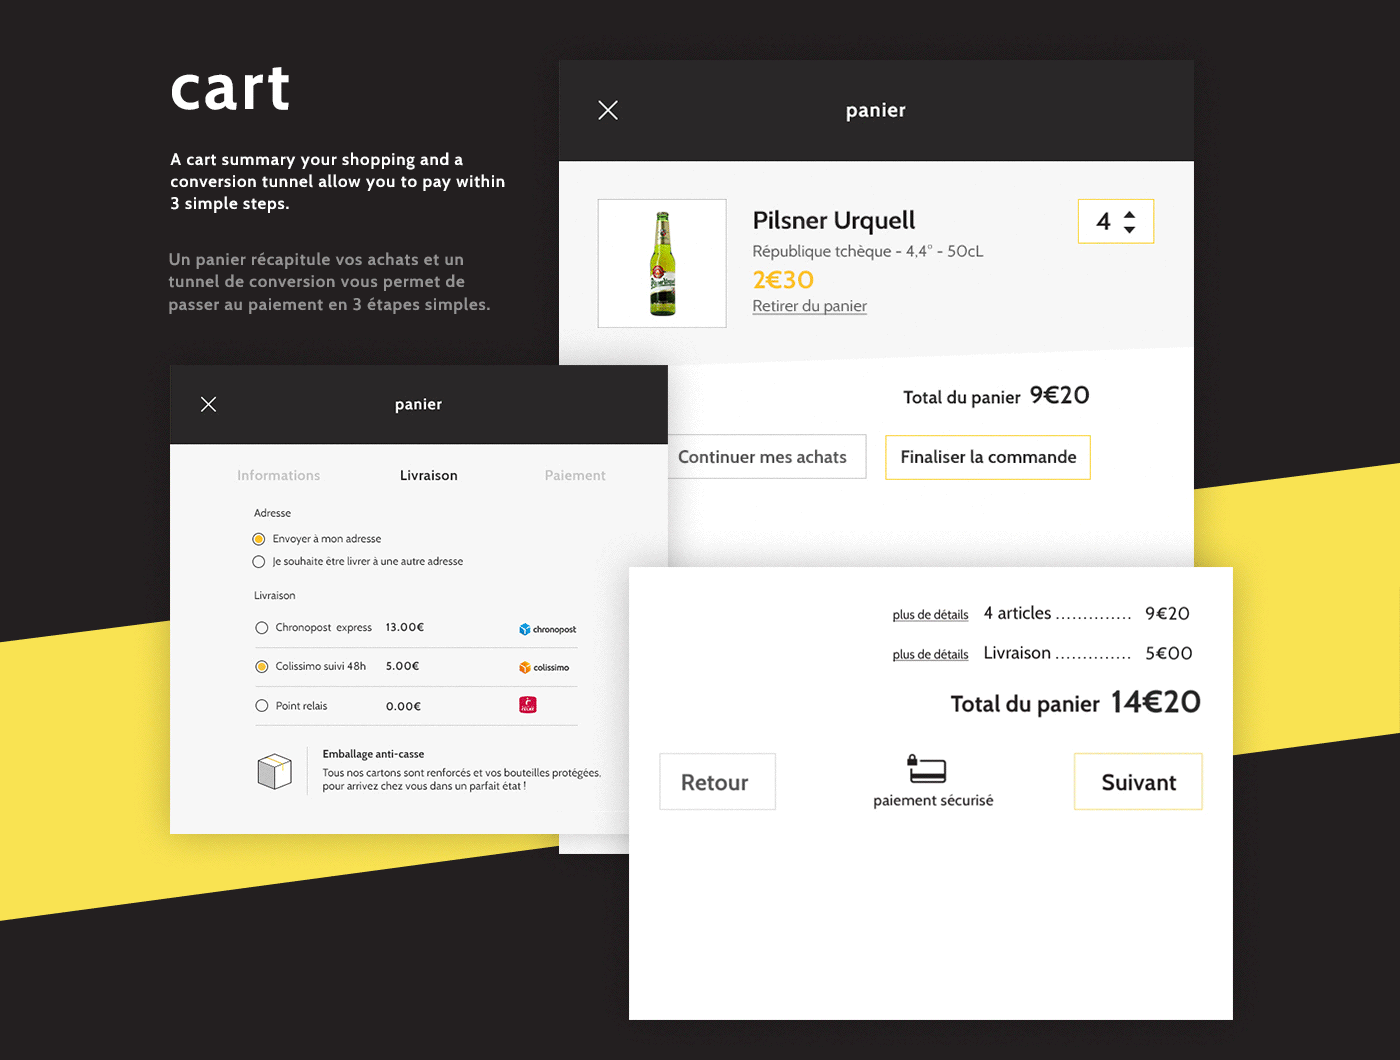 cart
A cart summary your shopping and a
conversion tunnel allow you to pay within
3 simple steps.
Un panier récapitule vos achats et un
tunnel de conversion vous permet de
passer au paiement en 3 étapes simples.
panier
Pilsner Urquell
République tchèque - 4,4° - 50cL
2€30
Retirer du panier
4
Total du panier 9€20
Continuer mes achats
Finaliser la commande
panier
Informations Livraison Paiement
Adresse
Envoyer à mon adresse
Je souhaite être livrer à une autre adresse
Livraison
Chronopost express 13.00€ chronopost
Colissimo suivi 48h 5.00€ colissimo
Point relais 0.00€
Emballage anti-casse
Tous nos cartons sont renforcés et vos bouteilles protégées,
pour arrivez chez vous dans un parfait état !
plus de détails 4 articles .............. 9€20
plus de détails Livraison .............. 5€00
Total du panier 14€20
Retour
paiement sécurisé
Suivant